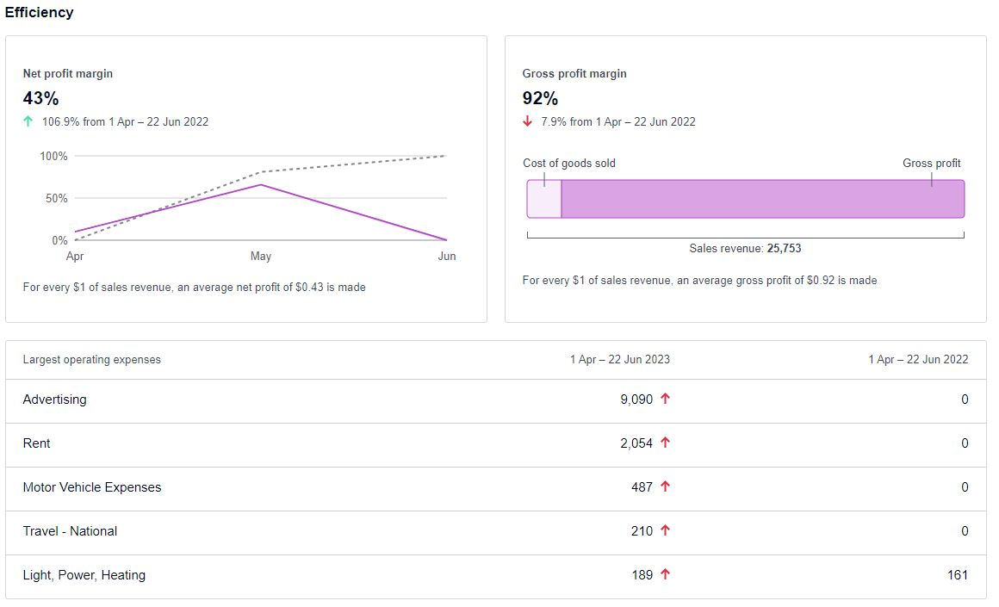 Efficiency
Net profit margin
43%
106.9% from 1 Apr – 22 Jun 2022
100%
50%
0%
Apr May Jun
For every $1 of sales revenue, an average net profit of $0.43 is made
Gross profit margin
92%
7.9% from 1 Apr – 22 Jun 2022
Cost of goods sold Gross profit
Sales revenue: 25,753
For every $1 of sales revenue, an average gross profit of $0.92 is made
Largest operating expenses 1 Apr – 22 Jun 2023 1 Apr – 22 Jun 2022
Advertising 9,090 0
Rent 2,054 0
Motor Vehicle Expenses 487 0
Travel - National 210 0
Light, Power, Heating 189 161